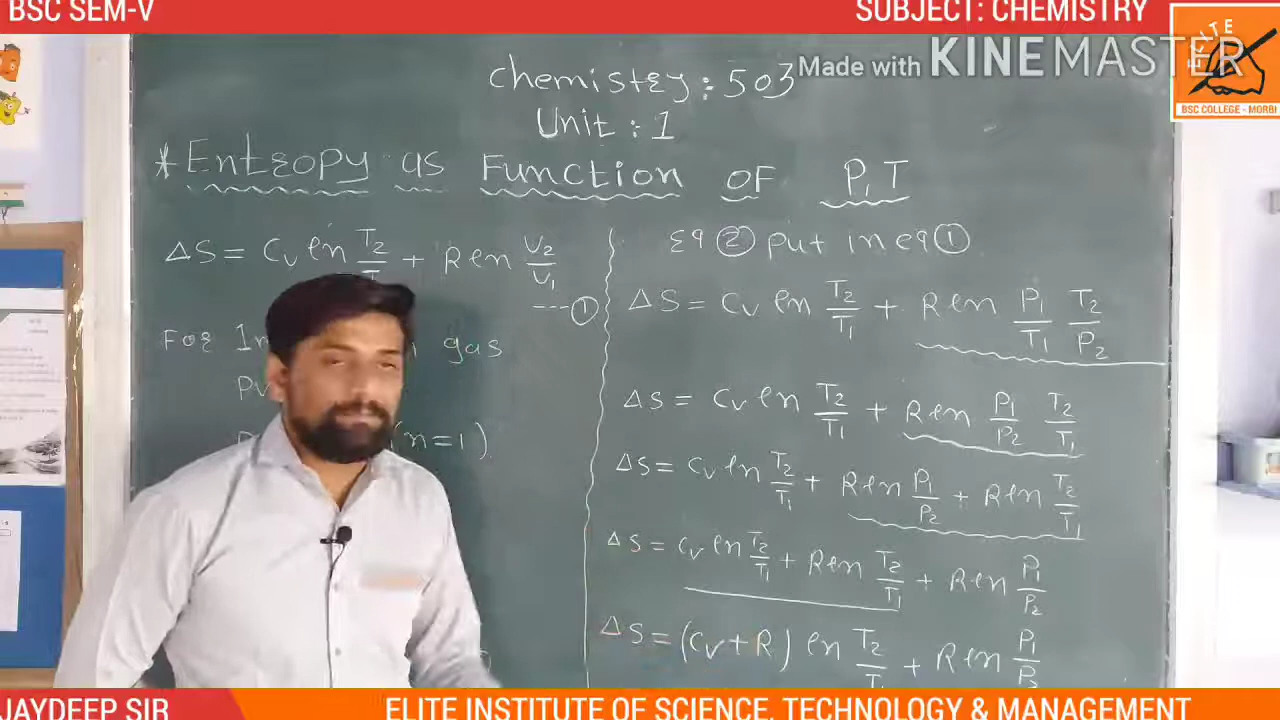 BSC SEM-V
SUBJECT: CHEMISTRY
Made with KINEMASTER
ELITE
BSC COLLEGE - MORBI
Chemistry: 503
Unit: 1
*Entropy as Function OF P, T
ΔS = Cv ln T2/T + R ln V2/V1
---①
For gas
(n=1)
Eq ② put in eq ①
ΔS = Cv ln T2/T1 + R ln P1/T1 T2/P2
ΔS = Cv ln T2/T1 + R ln P1/P2 T2/T1
ΔS = Cv ln T2/T1 + R ln P1/P2 + R ln T2/T1
ΔS = Cv ln T2/T1 + R ln T2/T1 + R ln P1/P2
ΔS = (Cv + R) ln T2/T1 + R ln P1/P2
JAYDEEP SIR
ELITE INSTITUTE OF SCIENCE, TECHNOLOGY & MANAGEMENT